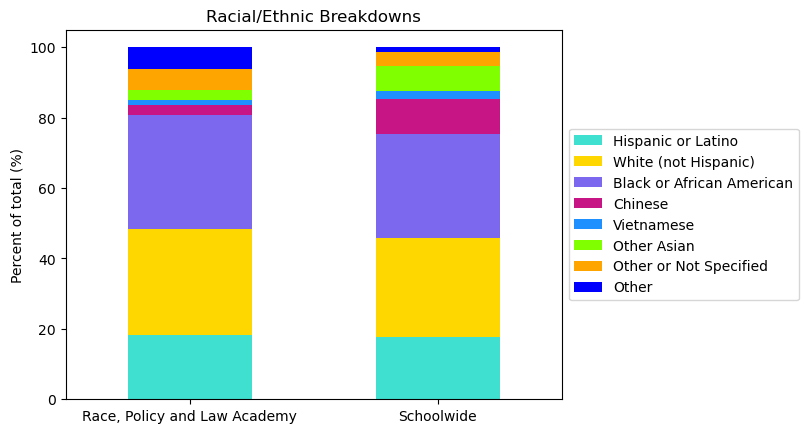 Racial/Ethnic Breakdowns
Percent of total (%)
100
80
60
40
20
0
Race, Policy and Law Academy
Schoolwide
Hispanic or Latino
White (not Hispanic)
Black or African American
Chinese
Vietnamese
Other Asian
Other or Not Specified
Other